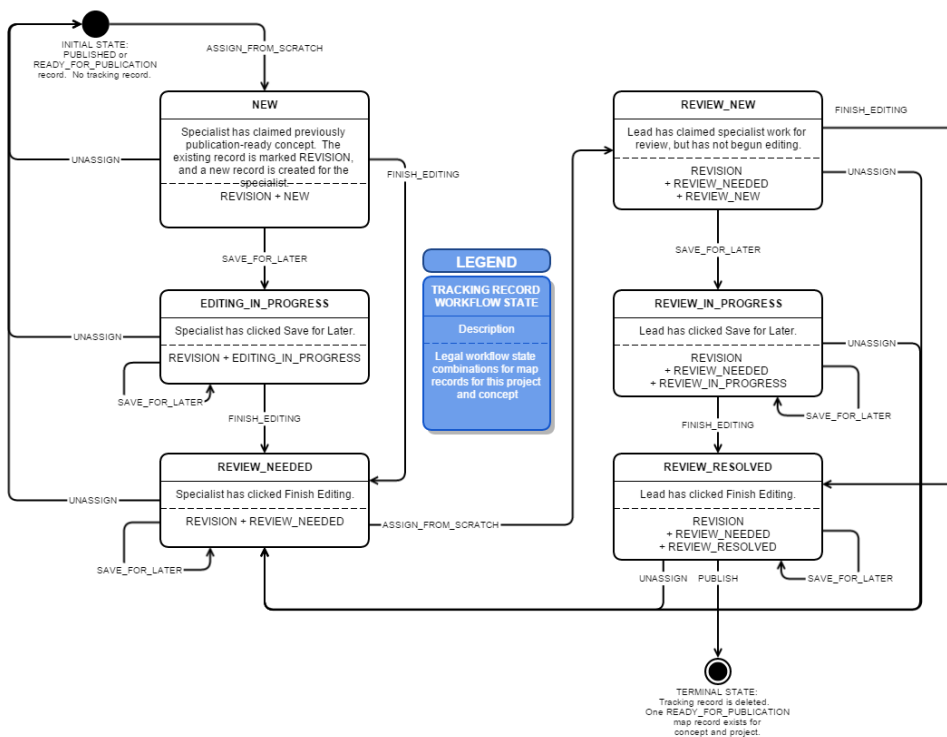 INITIAL STATE:
PUBLISHED or
READY_FOR_PUBLICATION
record.  No tracking record.
ASSIGN_FROM_SCRATCH
NEW
Specialist has claimed previously
publication-ready concept.  The
existing record is marked REVISION,
and a new record is created for the
specialist.
REVISION + NEW
UNASSIGN
FINISH_EDITING
SAVE_FOR_LATER
EDITING_IN_PROGRESS
Specialist has clicked Save for Later.
REVISION + EDITING_IN_PROGRESS
UNASSIGN
SAVE_FOR_LATER
FINISH_EDITING
REVIEW_NEEDED
Specialist has clicked Finish Editing.
REVISION + REVIEW_NEEDED
UNASSIGN
SAVE_FOR_LATER
ASSIGN_FROM_SCRATCH
LEGEND
TRACKING RECORD
WORKFLOW STATE
Description
Legal workflow state
combinations for map
records for this project
and concept
REVIEW_NEW
Lead has claimed specialist work for
review, but has not begun editing.
REVISION
+ REVIEW_NEEDED
+ REVIEW_NEW
FINISH_EDITING
UNASSIGN
SAVE_FOR_LATER
REVIEW_IN_PROGRESS
Lead has clicked Save for Later.
REVISION
+ REVIEW_NEEDED
+ REVIEW_IN_PROGRESS
UNASSIGN
SAVE_FOR_LATER
FINISH_EDITING
REVIEW_RESOLVED
Lead has clicked Finish Editing.
REVISION
+ REVIEW_NEEDED
+ REVIEW_RESOLVED
SAVE_FOR_LATER
UNASSIGN
PUBLISH
TERMINAL STATE:
Tracking record is deleted.
One READY_FOR_PUBLICATION
map record exists for
concept and project.